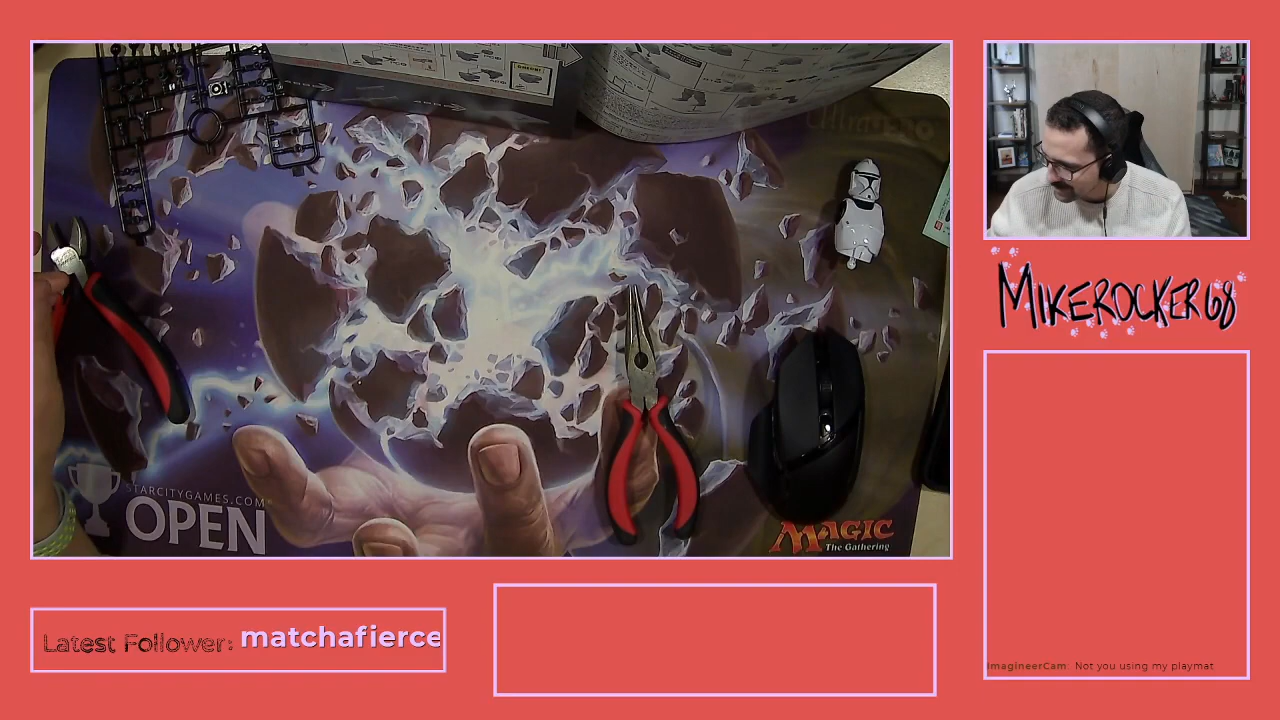 MIKEROCKER68
STARCITYGAMES.COM
OPEN
MAGIC
The Gathering
Latest Follower: matchafierce
ImagineerCam: Not you using my playmat